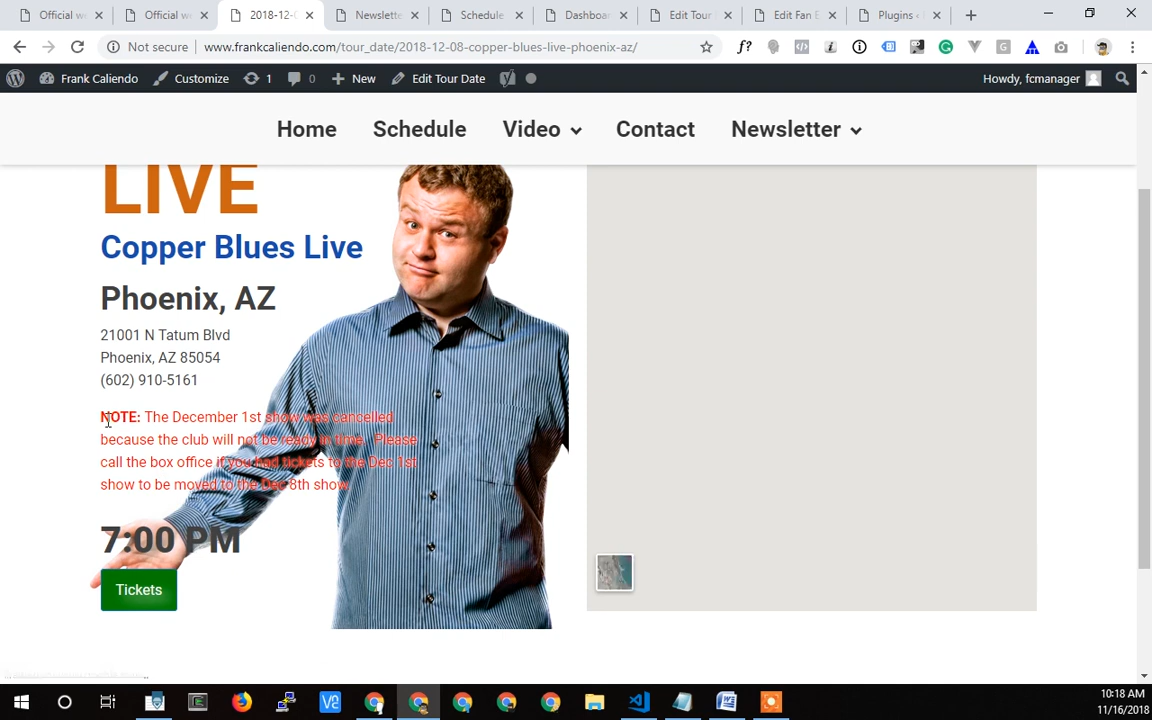 Official w
Official w
2018-12-0
Newslette
Schedule
Dashboar
Edit Tour
Edit Fan E
Plugins ‹
Not secure
www.frankcaliendo.com/tour_date/2018-12-08-copper-blues-live-phoenix-az/
f?
Frank Caliendo
Customize
1
0
New
Edit Tour Date
Howdy, fcmanager
Home
Schedule
Video
Contact
Newsletter
LIVE
Copper Blues Live
Phoenix, AZ
21001 N Tatum Blvd
Phoenix, AZ 85054
(602) 910-5161
NOTE: The December 1st show was cancelled
because the club will not be ready in time. Please
call the box office if you had tickets to the Dec 1st
show to be moved to the Dec 8th show.
7:00 PM
Tickets
10:18 AM
11/16/2018